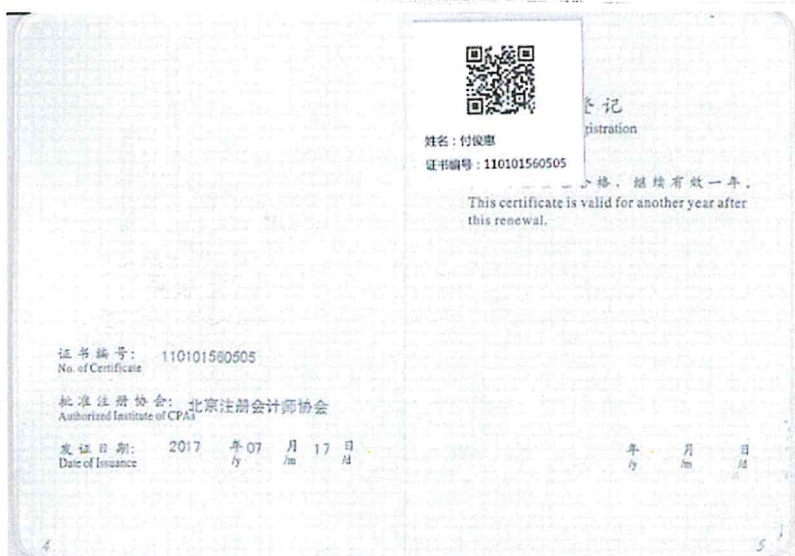 证书编号: 110101560505
No. of Certificate
批准注册协会: 北京注册会计师协会
Authorized Institute of CPAs
发证日期: 2017 年 07 月 17 日
Date of Issuance /y /m /d
4
姓名：付俊惠
证书编号：110101560505
登记
gistration
合格，继续有效一年。
This certificate is valid for another year after
this renewal.
年 月 日
/y /m /d
5